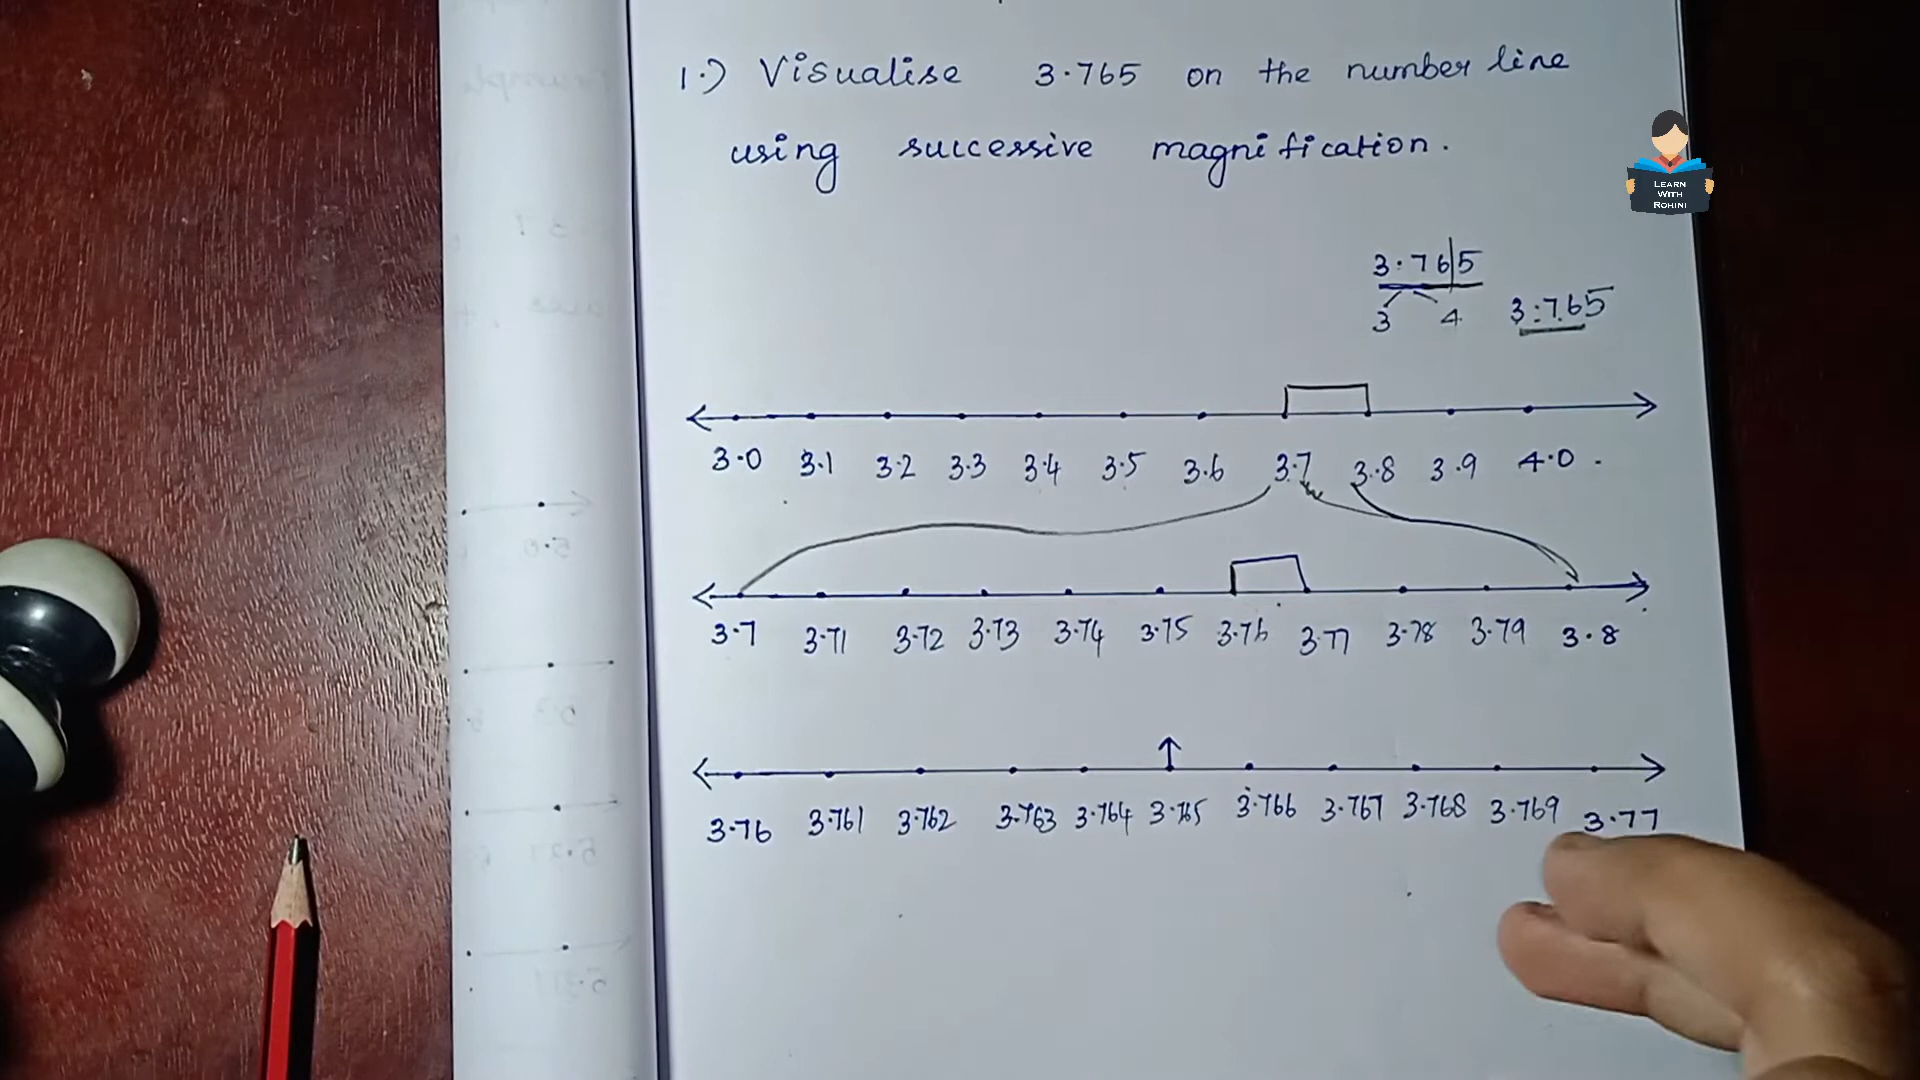 1.) Visualise 3.765 on the number line
using successive magnification.
LEARN
WITH
ROHINI
3.765
3 4
3.765
3.0 3.1 3.2 3.3 3.4 3.5 3.6 3.7 3.8 3.9 4.0
3.7 3.71 3.72 3.73 3.74 3.75 3.76 3.77 3.78 3.79 3.8
3.76 3.761 3.762 3.763 3.764 3.765 3.766 3.767 3.768 3.769 3.77